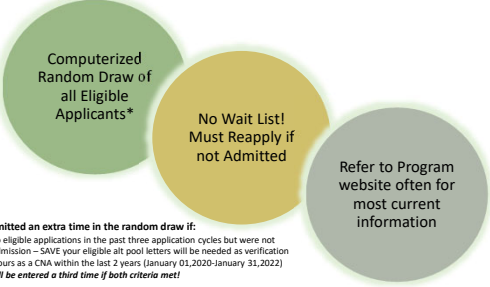 Computerized
Random Draw of
all Eligible
Applicants*
No Wait List!
Must Reapply if
not Admitted
Refer to Program
website often for
most current
information
mitted an extra time in the random draw if:
eligible applications in the past three application cycles but were not
mission – SAVE your eligible alt pool letters will be needed as verification
ours as a CNA within the last 2 years (January 01,2020-January 31,2022)
ll be entered a third time if both criteria met!